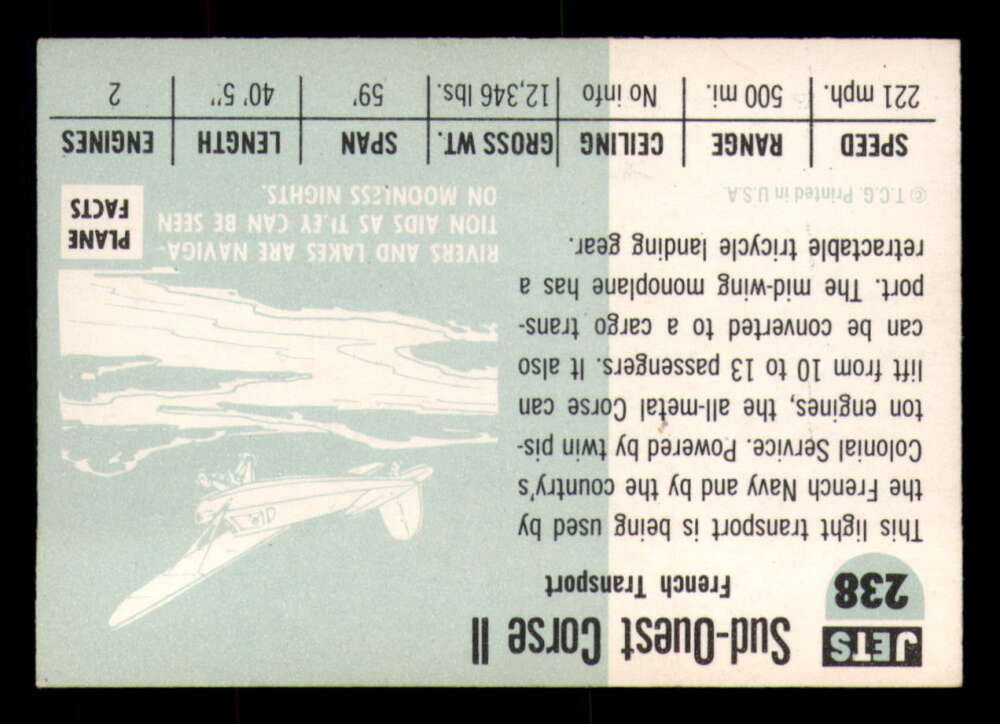 JETS
238
Sud-Ouest Corse II
French Transport
This light transport is being used by
the French Navy and by the country's
Colonial Service. Powered by twin pis-
ton engines, the all-metal Corse can
lift from 10 to 13 passengers. It also
can be converted to a cargo trans-
port. The mid-wing monoplane has a
retractable tricycle landing gear.
© T.C.G. Printed in U.S.A.
PLANE
FACTS
RIVERS AND LAKES ARE NAVIGA-
TION AIDS AS THEY CAN BE SEEN
ON MOONLESS NIGHTS.
SPEED RANGE CEILING GROSS WT. SPAN LENGTH ENGINES
221 mph. 500 mi. No info 12,346 lbs. 59' 40' 5" 2